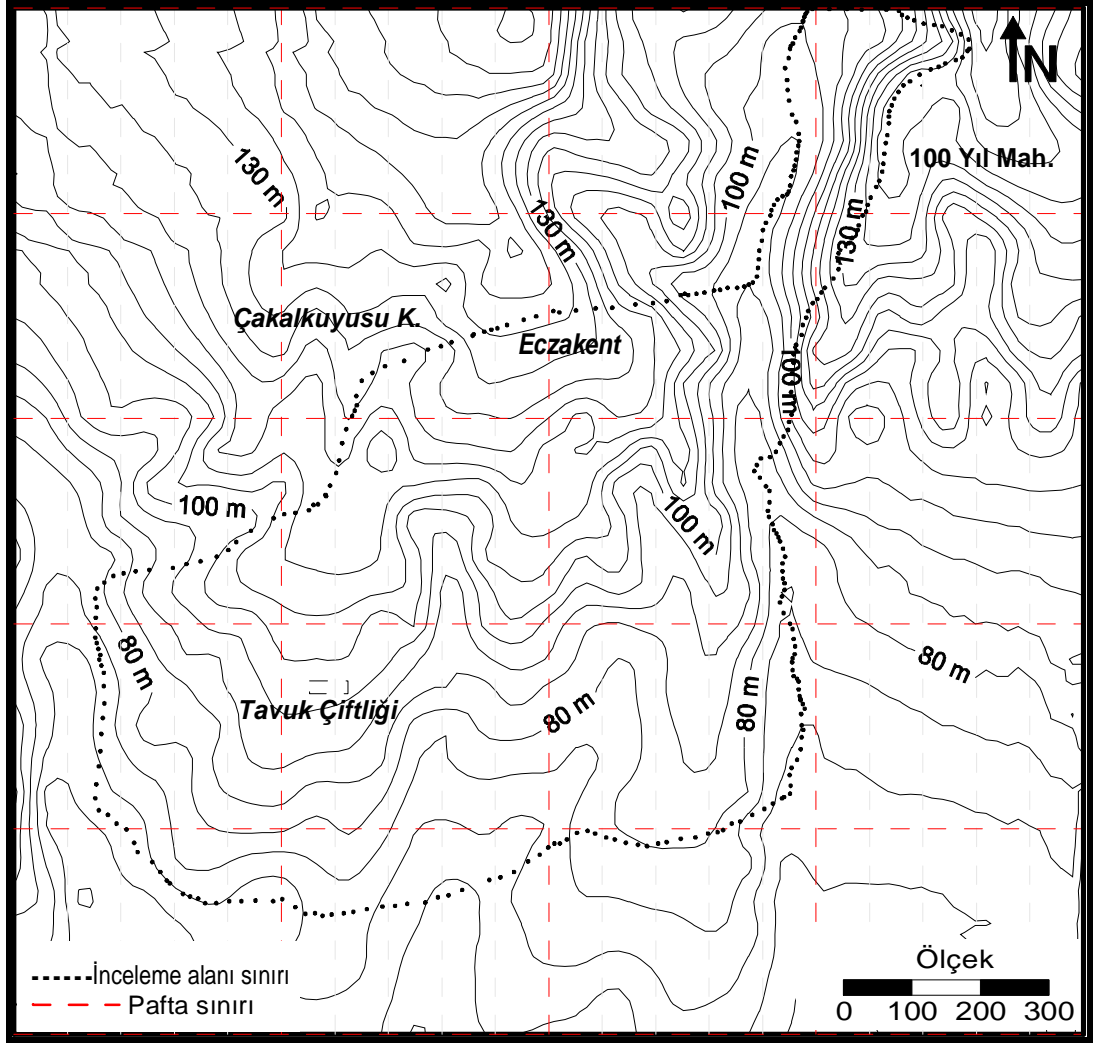 N
100 Yıl Mah.
130 m
100 m
130 m
130 m
Çakalkuyusu K.
Eczakent
100 m
100 m
100 m
80 m
80 m
80 m
80 m
Tavuk Çiftliği
İnceleme alanı sınırı
Pafta sınırı
Ölçek
0 100 200 300